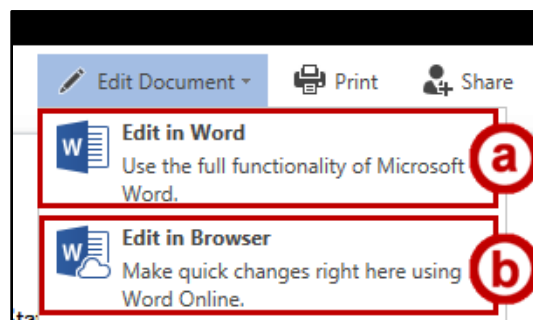 Edit Document Print Share
Edit in Word
W
Use the full functionality of Microsoft
Word.
a
Edit in Browser
W
Make quick changes right here using
Word Online.
b